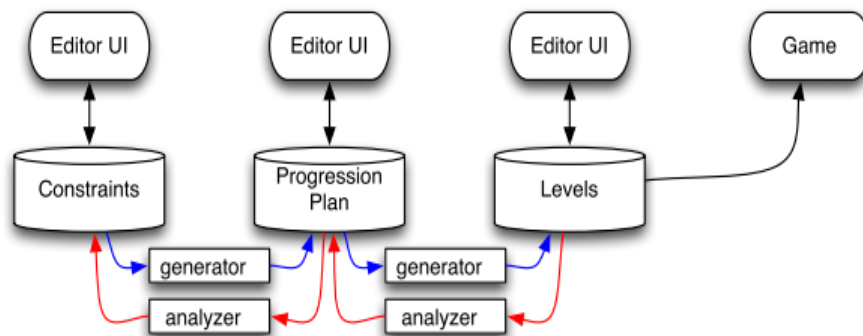 Editor UI
Editor UI
Editor UI
Game
Constraints
Progression
Plan
Levels
generator
generator
analyzer
analyzer